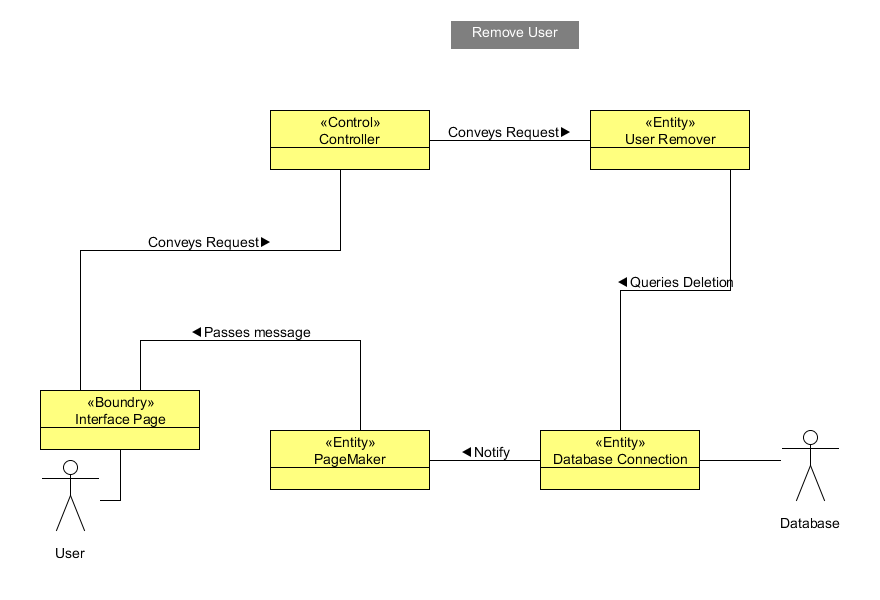 Remove User
«Control»
Controller
Conveys Request
«Entity»
User Remover
Conveys Request
Queries Deletion
Passes message
«Boundry»
Interface Page
«Entity»
PageMaker
Notify
«Entity»
Database Connection
User
Database